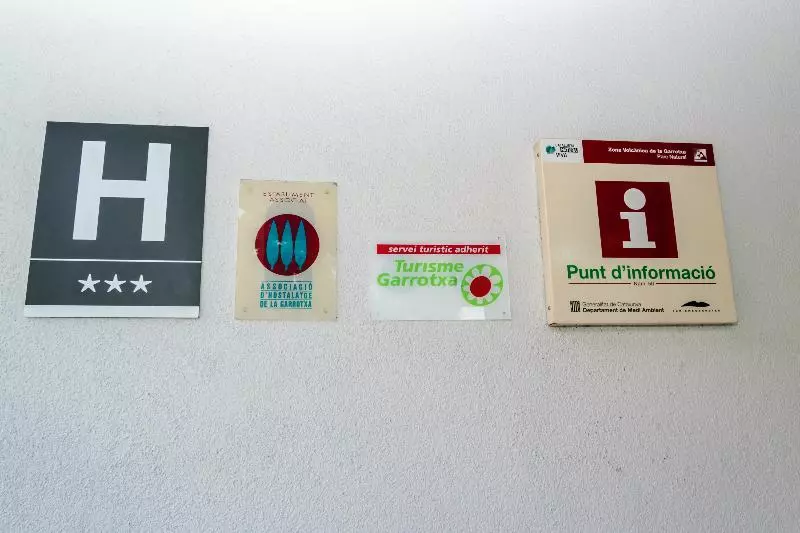 H
ESTABLIMENT
ASSOCIAT
ASSOCIACIÓ
D'HOSTALATGE
DE LA GARROTXA
servei turístic adherit
Turisme
Garrotxa
Zona Volcànica de la Garrotxa
Parc Natural
i
Punt d'informació
Generalitat de Catalunya
Departament de Medi Ambient